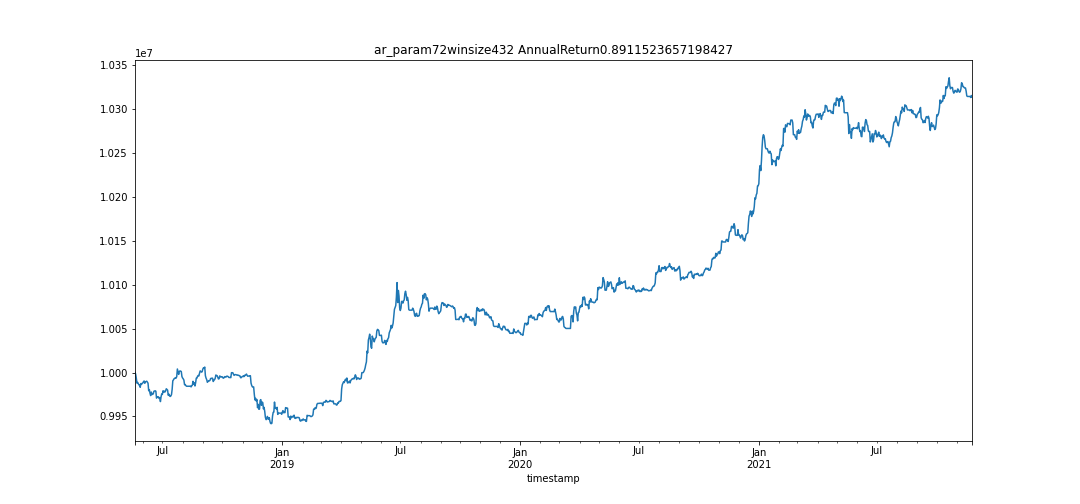 ar_param72winsize432 AnnualReturn0.8911523657198427
1e7
1.035
1.030
1.025
1.020
1.015
1.010
1.005
1.000
0.995
Jul
Jan
2019
Jul
Jan
2020
Jul
Jan
2021
Jul
timestamp